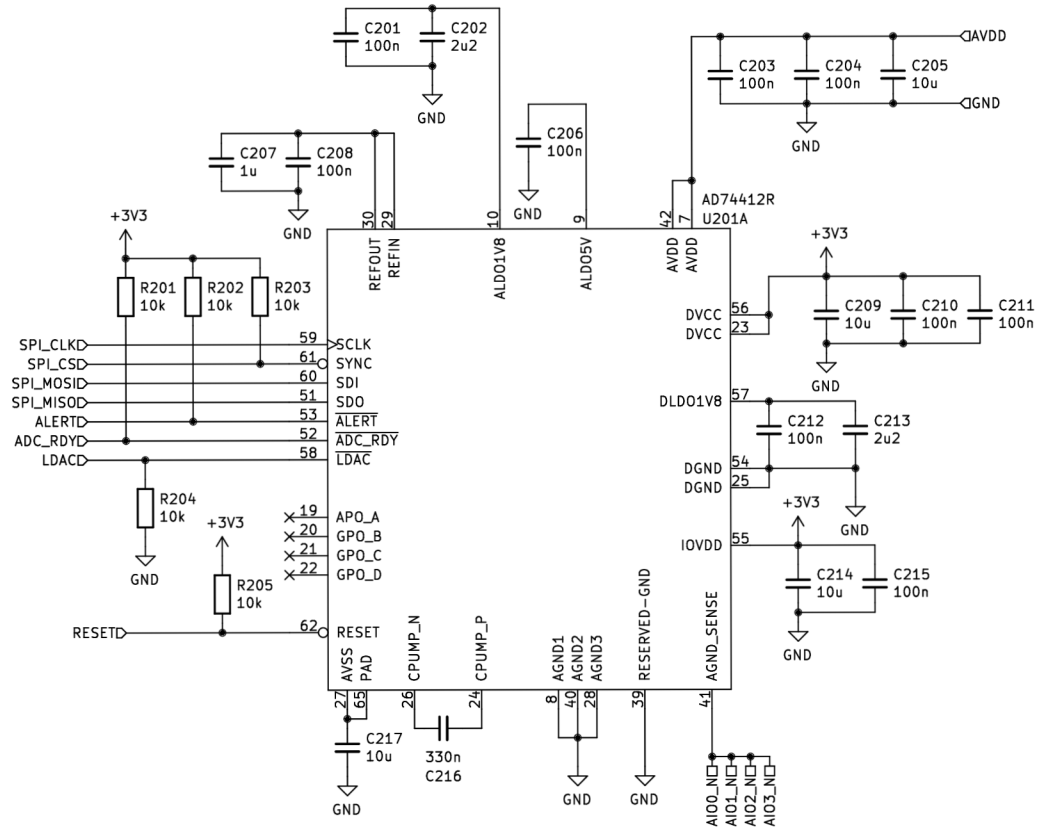 C201
100n
C202
2u2
GND
C203
100n
C204
100n
C205
10u
AVDD
GND
GND
C206
100n
GND
C207
1u
C208
100n
GND
AD74412R
U201A
30
29
10
9
42
7
REFOUT
REFIN
ALDO1V8
ALDO5V
AVDD
AVDD
+3V3
R201
10k
R202
10k
R203
10k
+3V3
C209
10u
C210
100n
C211
100n
GND
DVCC
56
DVCC
23
SPI_CLK
59
SCLK
SPI_CS
61
SYNC
SPI_MOSI
60
SDI
SPI_MISO
51
SDO
ALERT
53
ALERT
ADC_RDY
52
ADC_RDY
LDAC
58
LDAC
DLDO1V8
57
C212
100n
C213
2u2
DGND
54
DGND
25
GND
R204
10k
GND
19
APO_A
20
GPO_B
21
GPO_C
22
GPO_D
+3V3
R205
10k
RESET
62
RESET
+3V3
IOVDD
55
C214
10u
C215
100n
GND
AVSS
PAD
CPUMP_N
CPUMP_P
AGND1
AGND2
AGND3
RESERVED-GND
AGND_SENSE
27
65
26
24
8
40
28
39
41
C217
10u
GND
330n
C216
GND
GND
AIO0_N
AIO1_N
AIO2_N
AIO3_N